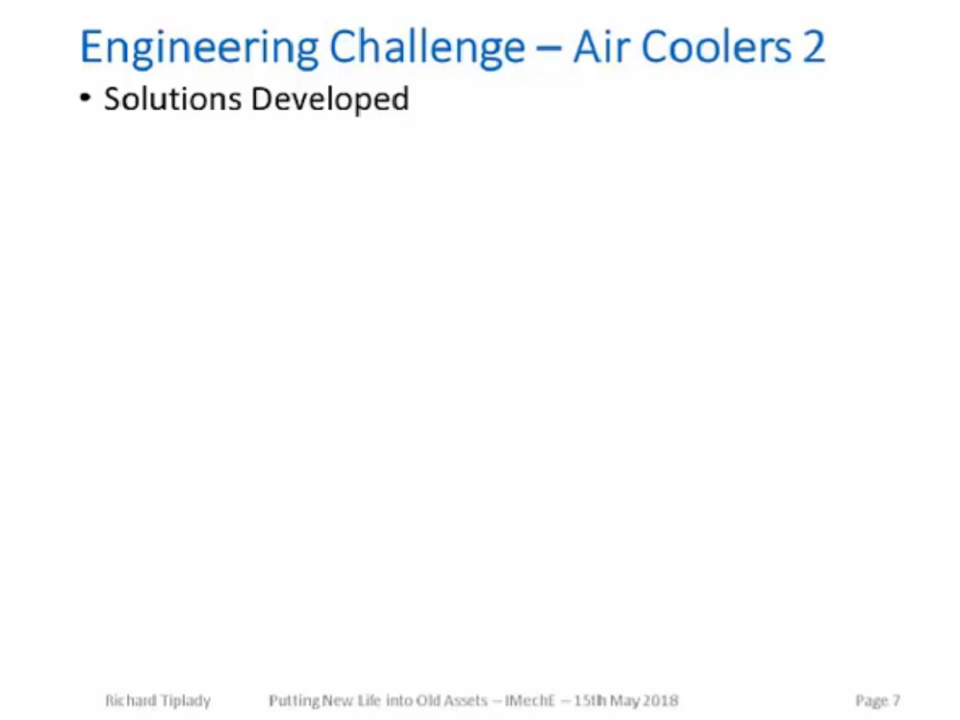 Engineering Challenge – Air Coolers 2
• Solutions Developed
Richard Tiplady Putting New Life into Old Assets – IMechE – 15th May 2018 Page 7